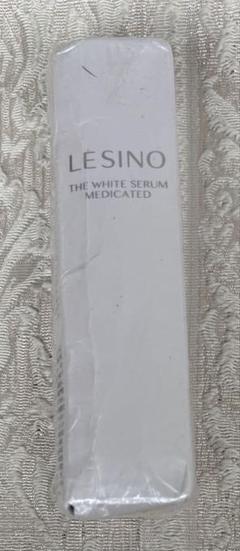 LESINO
THE WHITE SERUM
MEDICATED